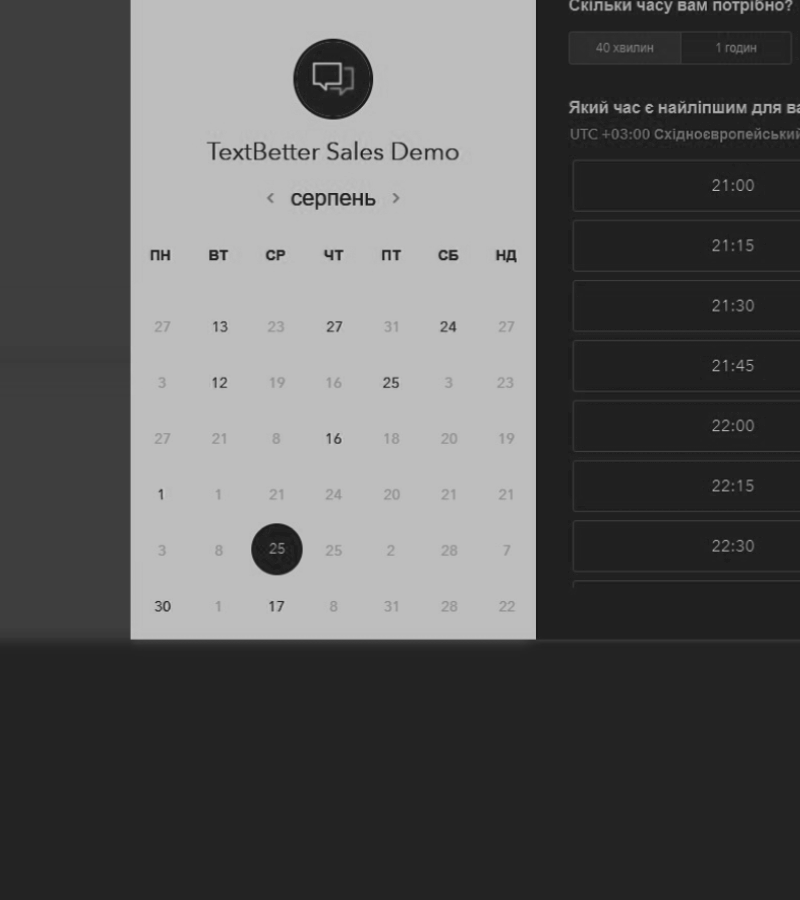 TextBetter Sales Demo
‹ серпень ›
ПН ВТ СР ЧТ ПТ СБ НД
27 13 23 27 31 24 27
3 12 19 16 25 3 23
27 21 8 16 18 20 19
1 1 21 24 20 21 21
3 8 25 25 2 28 7
30 1 17 8 31 28 22
Скільки часу вам потрібно?
40 хвилин 1 годин
Який час є найліпшим для ва
UTC +03:00 Східноєвропейський
21:00
21:15
21:30
21:45
22:00
22:15
22:30